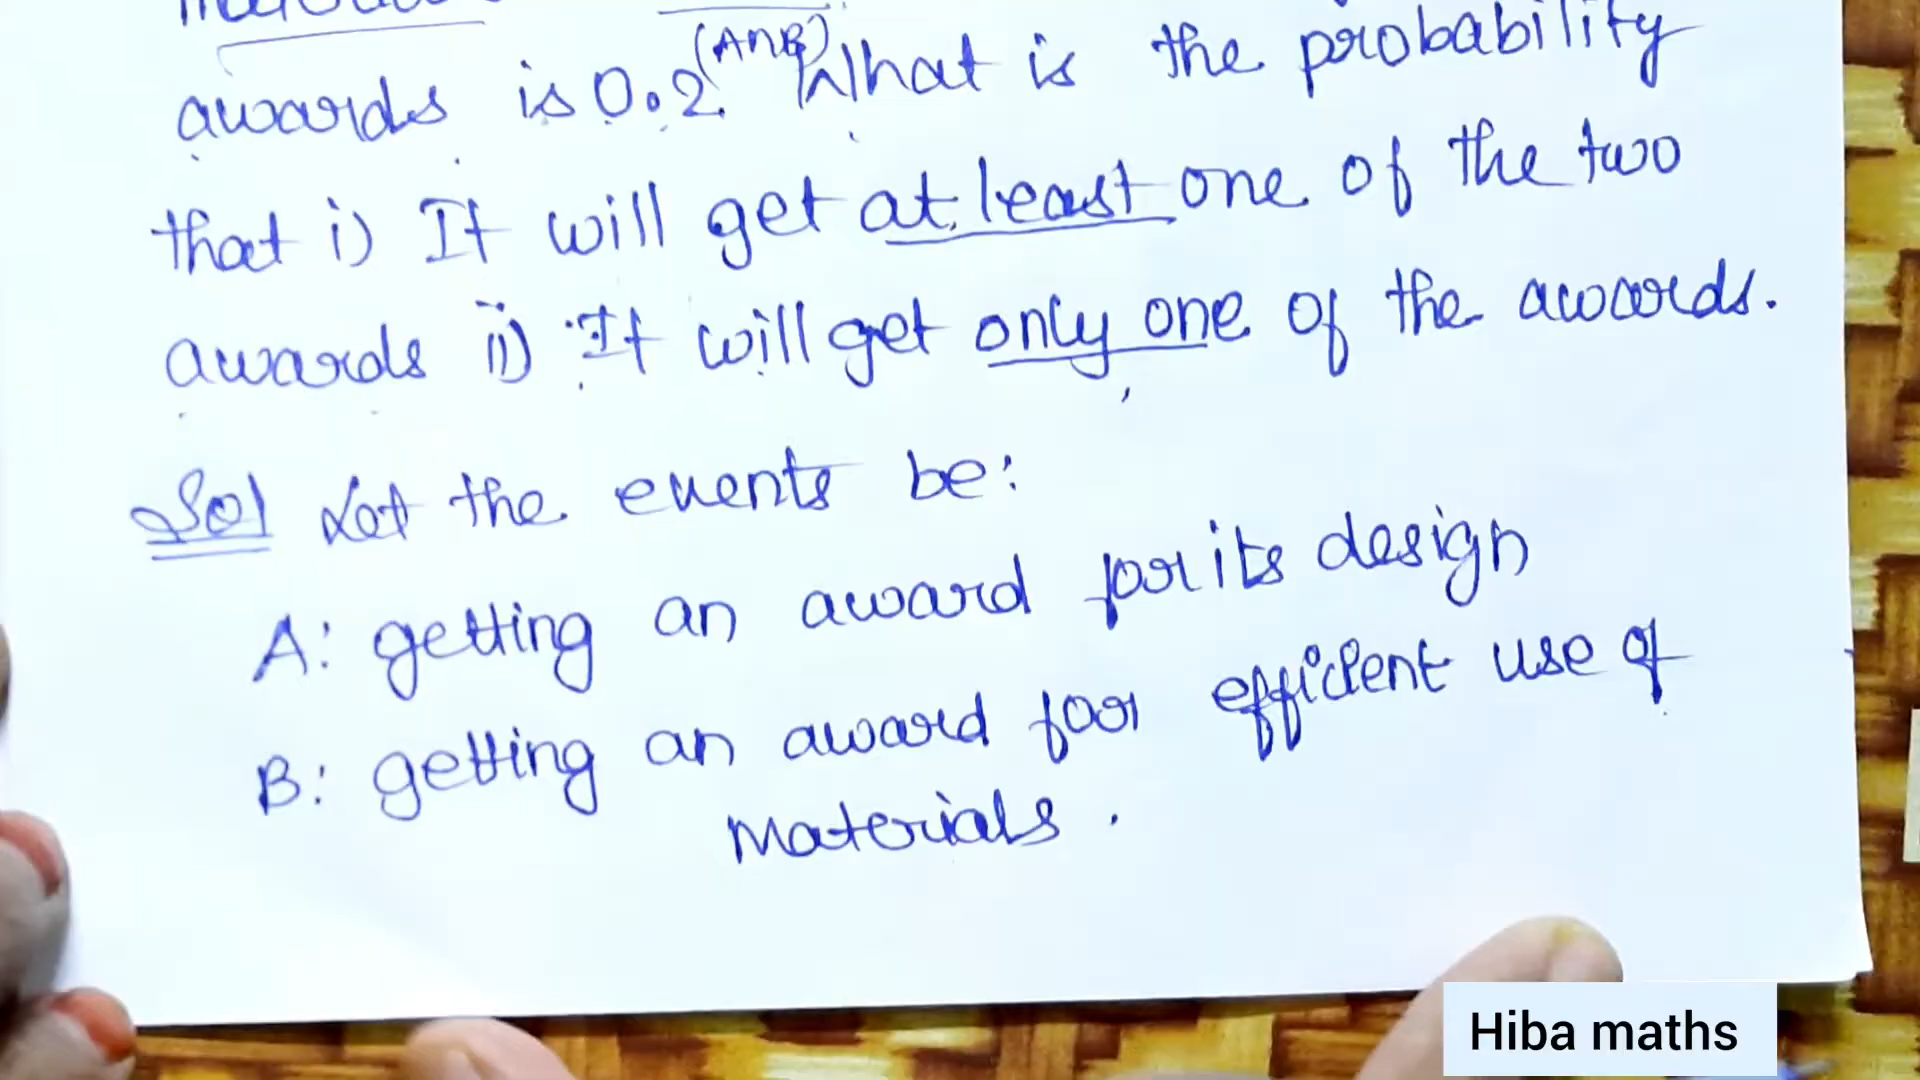 awards is 0.2. (A∩B) What is the probability
that i) It will get at least one of the two
awards ii) It will get only one of the awards.
Sol Let the events be:
A: getting an award for its design
B: getting an award for efficient use of
Materials.
Hiba maths